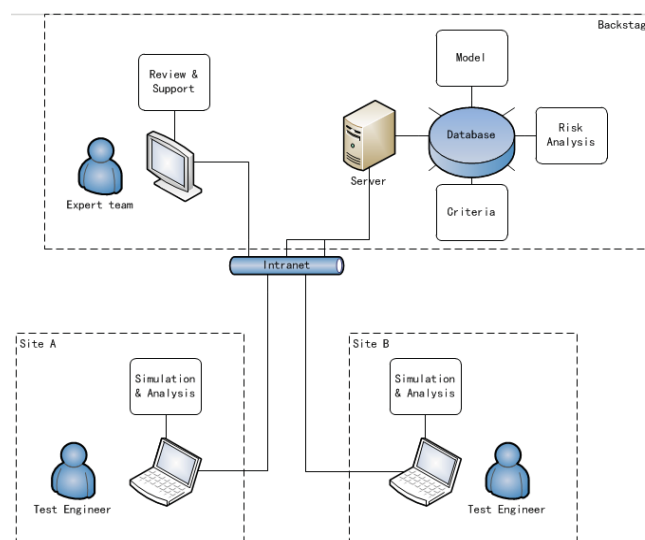 Backstag
Model
Review &
Support
Database
Risk
Analysis
Server
Expert team
Criteria
Intranet
Site A
Site B
Simulation
& Analysis
Simulation
& Analysis
Test Engineer
Test Engineer